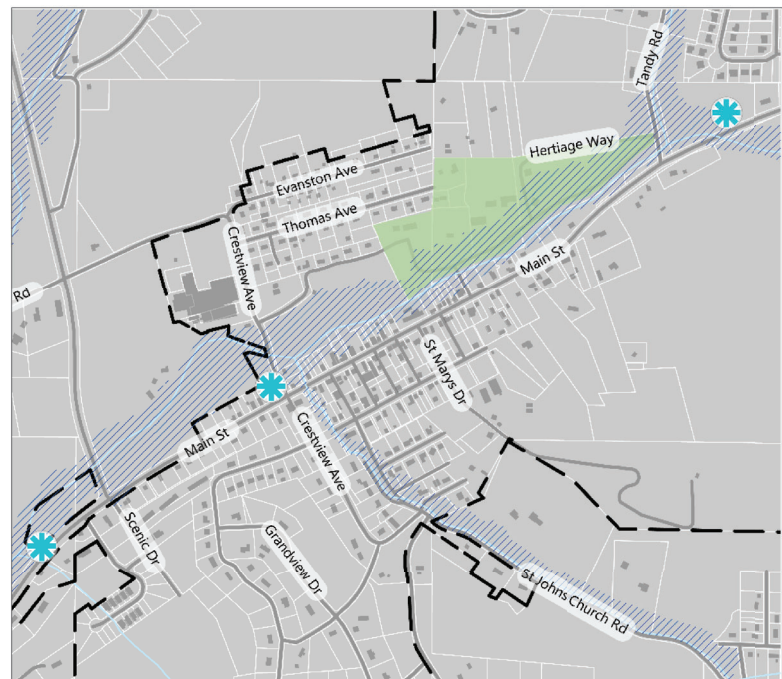 Tandy Rd
Hertiage Way
Evanston Ave
Thomas Ave
Crestview Ave
Main St
Rd
St Marys Dr
Main St
Crestview Ave
Scenic Dr
Grandview Dr
St Johns Church Rd